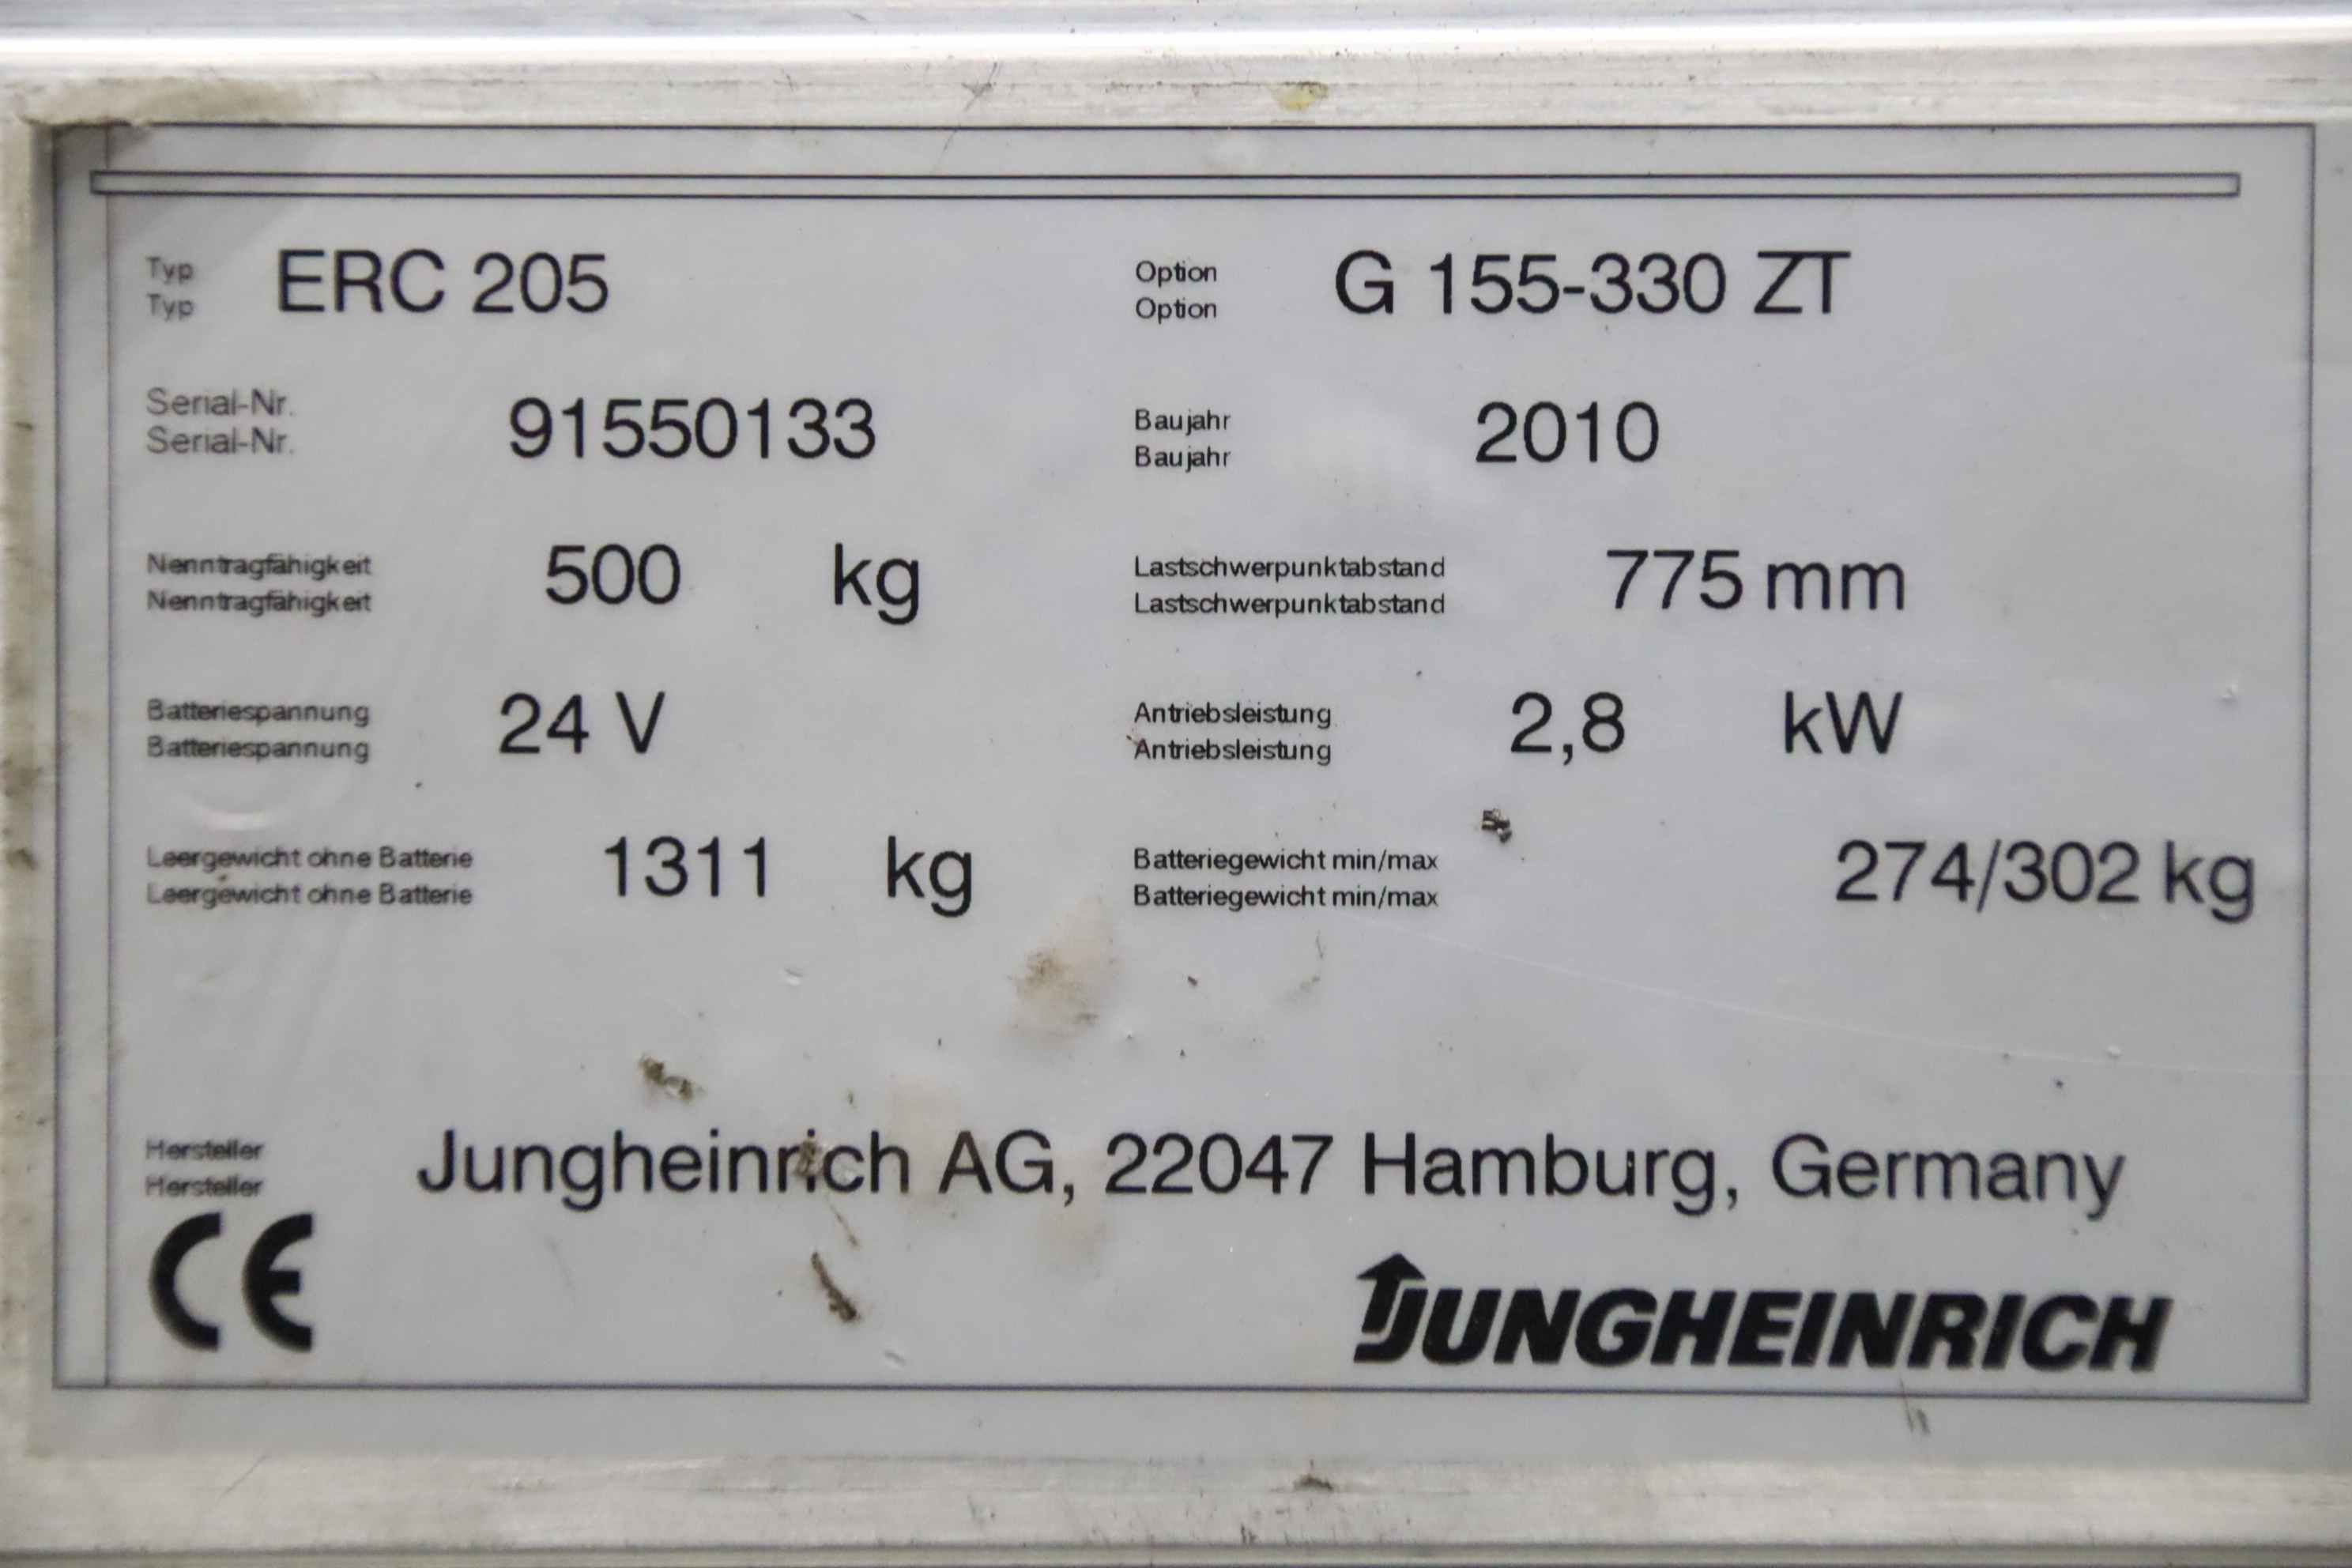 Typ ERC 205 Option G 155-330 ZT
Typ Option
Serial-Nr. 91550133 Baujahr 2010
Serial-Nr. Baujahr
Nenntragfähigkeit 500 kg Lastschwerpunktabstand 775 mm
Nenntragfähigkeit Lastschwerpunktabstand
Batteriespannung 24 V Antriebsleistung 2,8 kW
Batteriespannung Antriebsleistung
Leergewicht ohne Batterie 1311 kg Batteriegewicht min/max 274/302 kg
Leergewicht ohne Batterie Batteriegewicht min/max
Hersteller Jungheinrich AG, 22047 Hamburg, Germany
Hersteller
CE JUNGHEINRICH